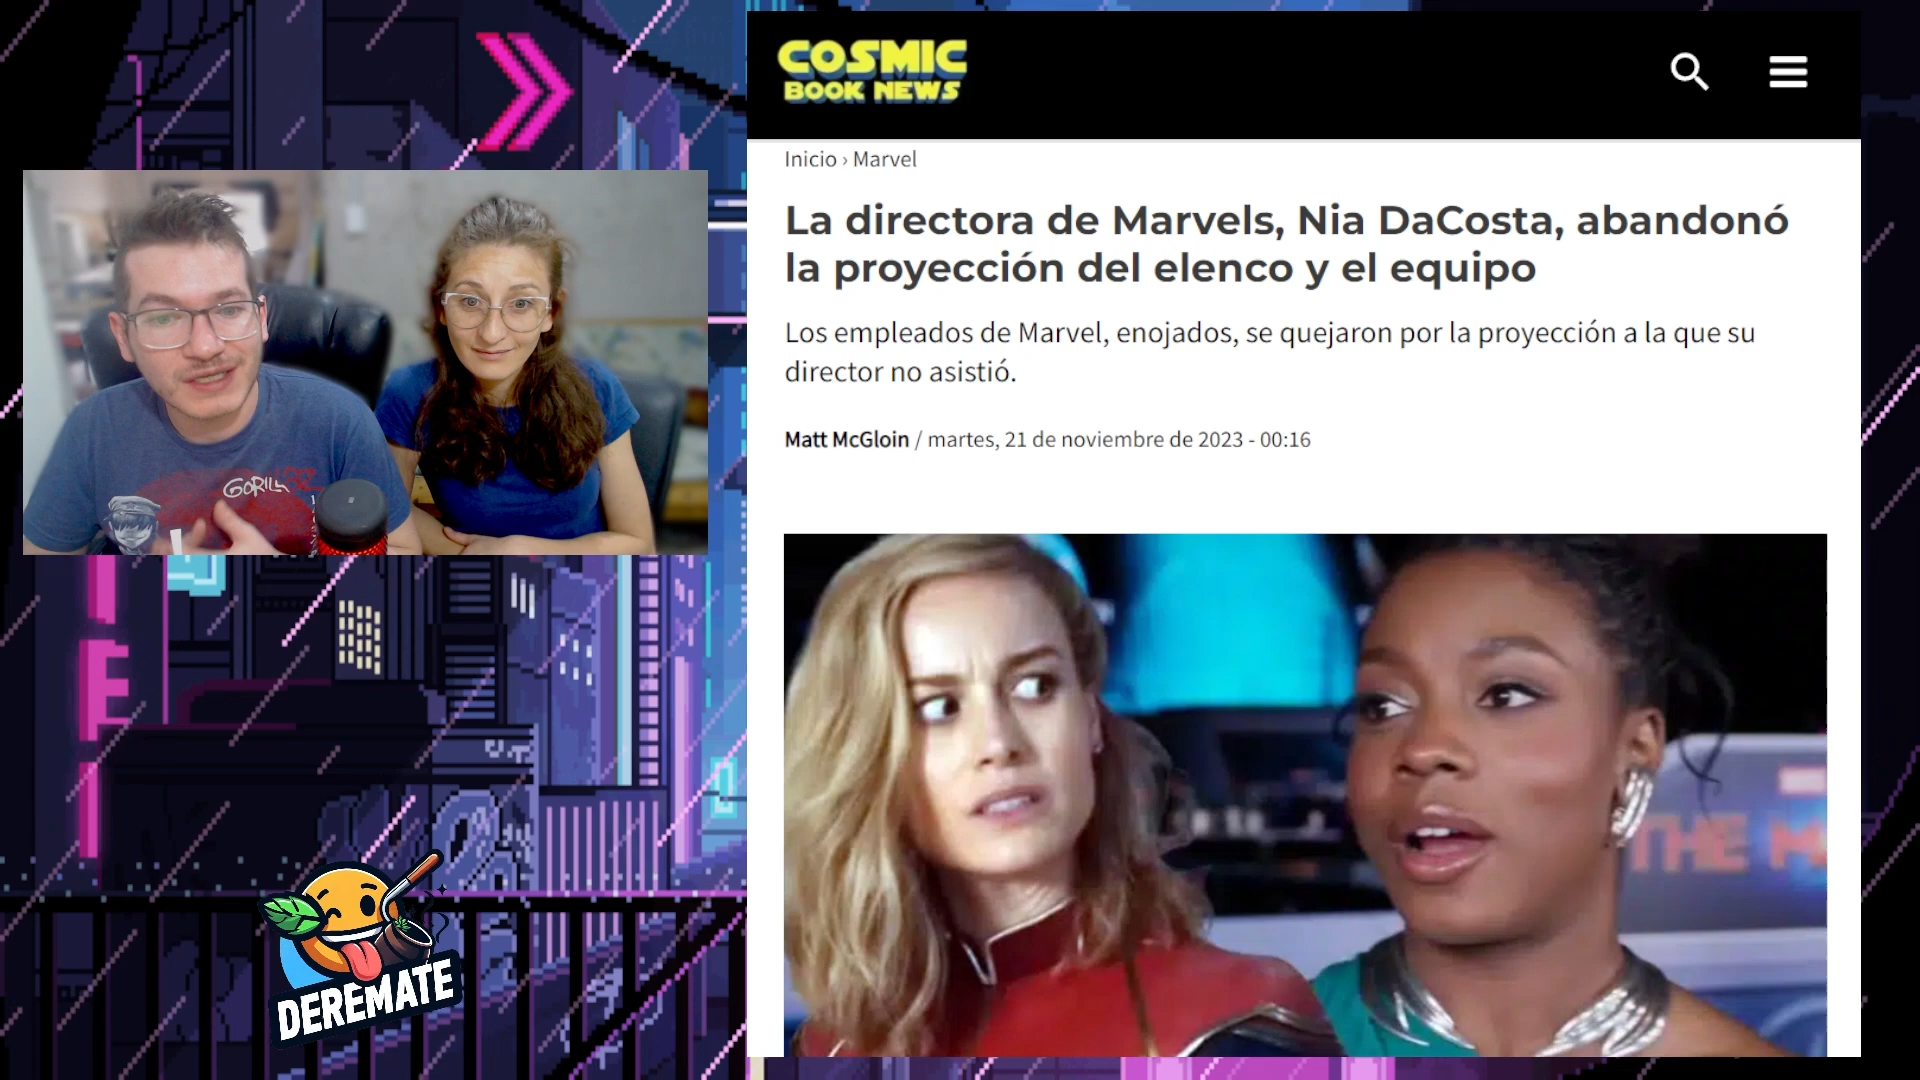 COSMIC
BOOK NEWS
Inicio › Marvel
La directora de Marvels, Nia DaCosta, abandonó
la proyección del elenco y el equipo
Los empleados de Marvel, enojados, se quejaron por la proyección a la que su
director no asistió.
Matt McGloin / martes, 21 de noviembre de 2023 - 00:16
THE M
DEREMATE